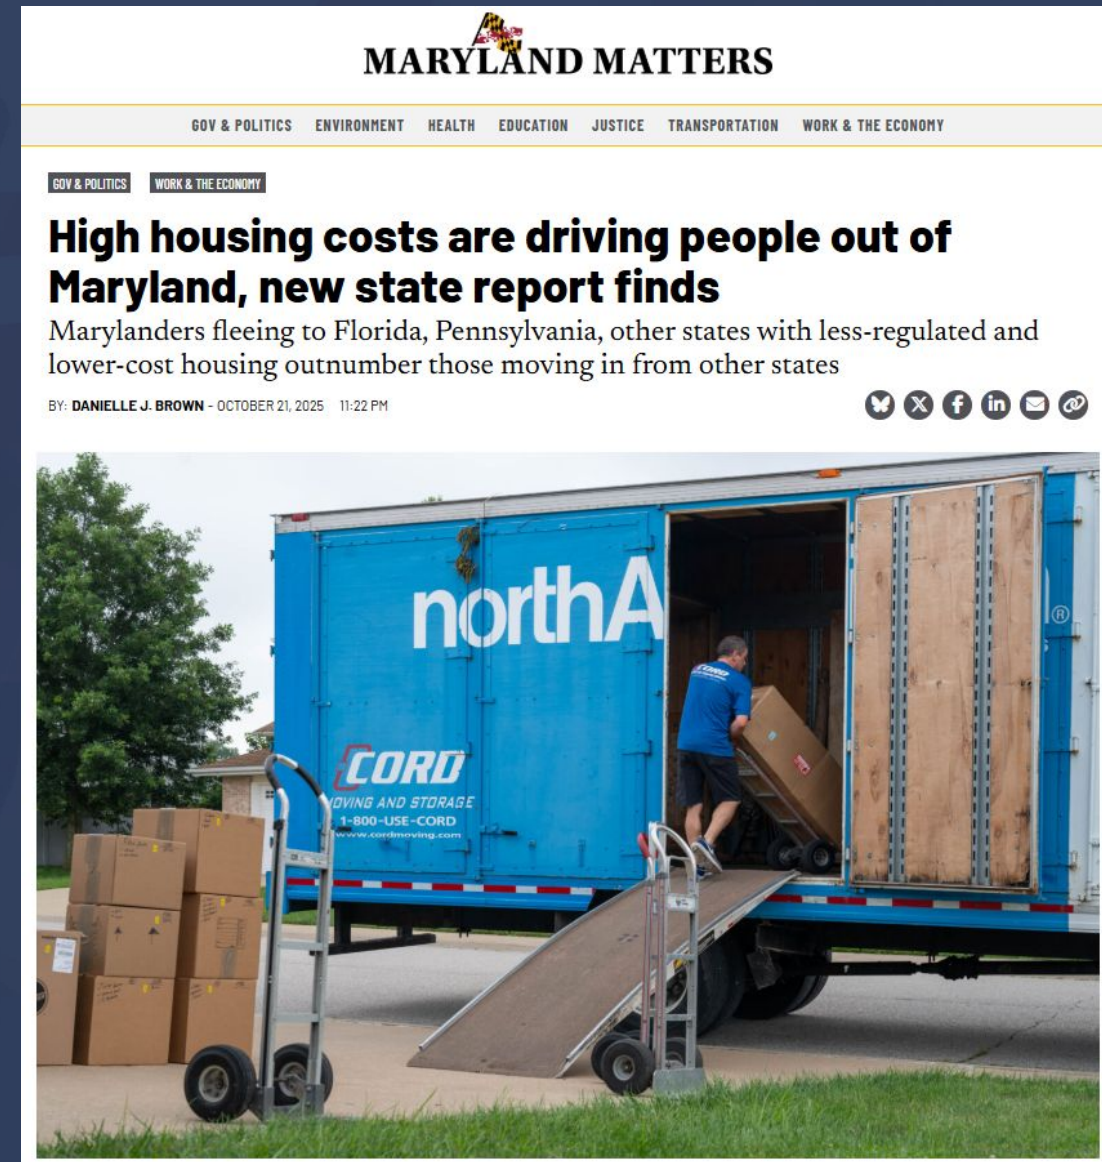 MARYLAND MATTERS
GOV & POLITICS ENVIRONMENT HEALTH EDUCATION JUSTICE TRANSPORTATION WORK & THE ECONOMY
GOV & POLITICS WORK & THE ECONOMY
High housing costs are driving people out of
Maryland, new state report finds
Marylanders fleeing to Florida, Pennsylvania, other states with less-regulated and
lower-cost housing outnumber those moving in from other states
BY: DANIELLE J. BROWN - OCTOBER 21, 2025 11:22 PM
northA
®
CORD
CORD
OVING AND STORAGE
1-800-USE-CORD
www.cordmoving.com